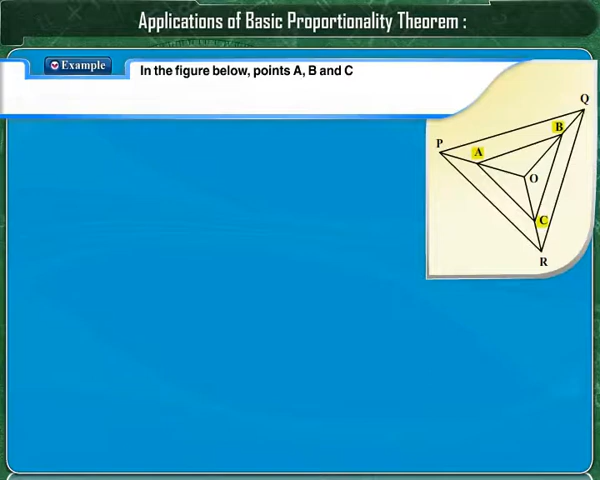 Applications of Basic Proportionality Theorem :
Example
In the figure below, points A, B and C
Q
B
P
A
O
C
R